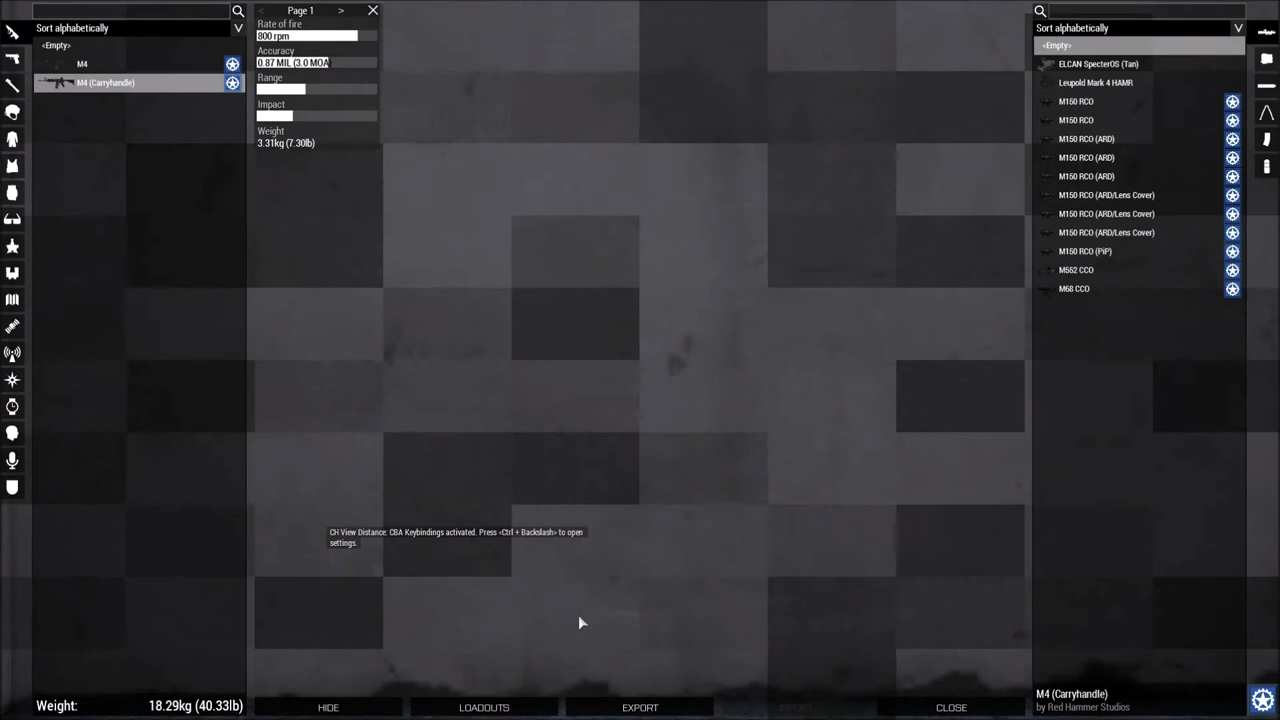 Sort alphabetically
V
<Empty>
M4
M4 (Carryhandle)
Weight:
18.29kg (40.33lb)
<
Page 1
>
Rate of fire
800 rpm
Accuracy
0.87 MIL (3.0 MOA)
Range
Impact
Weight
3.31kg (7.30lb)
CH View Distance: CBA Keybindings activated. Press <Ctrl + Backslash> to open
settings.
HIDE
LOADOUTS
EXPORT
CLOSE
Sort alphabetically
V
<Empty>
ELCAN SpecterOS (Tan)
Leupold Mark 4 HAMR
M150 RCO
M150 RCO
M150 RCO (ARD)
M150 RCO (ARD)
M150 RCO (ARD)
M150 RCO (ARD/Lens Cover)
M150 RCO (ARD/Lens Cover)
M150 RCO (ARD/Lens Cover)
M150 RCO (PiP)
M552 CCO
M68 CCO
M4 (Carryhandle)
by Red Hammer Studios